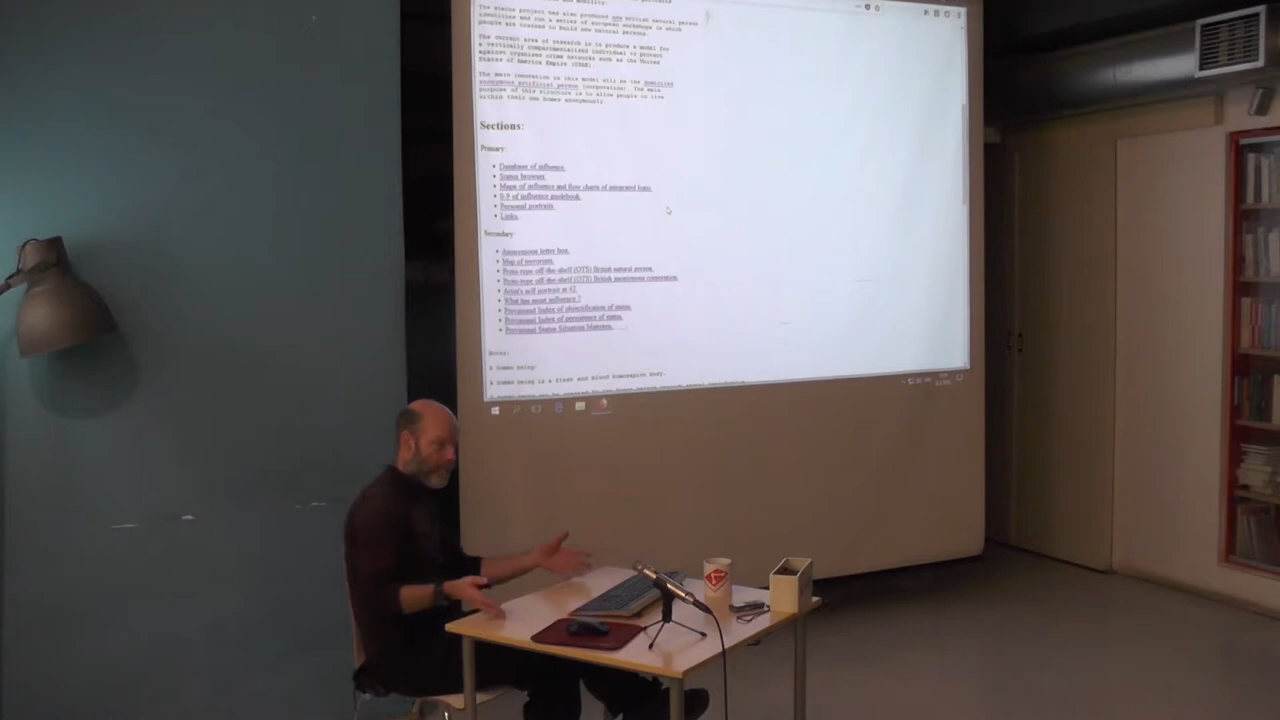 The status project has also produced new british natural person
identities and run a series of european workshops in which
people are trained to build new natural persons.
The current area of research is to produce a model for
a vertically compartmentalised individual to protect
against organised crime networks such as the United
States of America Empire (USAE)
The main innovation in this model will be the domiciled
anonymous artificial person (corporation). The main
purpose of this structure is to allow people to live
within their own homes anonymously
Sections:
Primary:
Database of influence.
Status browser.
Maps of influence and flow charts of integrated logic.
0-9 of influence guidebook.
Personal portraits.
Links.
Secondary:
Anonymous letter box.
Map of terrorism.
Proto-type off-the-shelf (OTS) British natural person.
Proto-type off-the-shelf (OTS) British anonymous corporation.
Artist's self portrait at 42.
What has most influence ?
Provisional Index of objectification of status.
Provisional Index of persistence of status.
Provisional Status Situation Matrices.
Notes:
A human being:
A human being is a flesh and blood homosapien body.